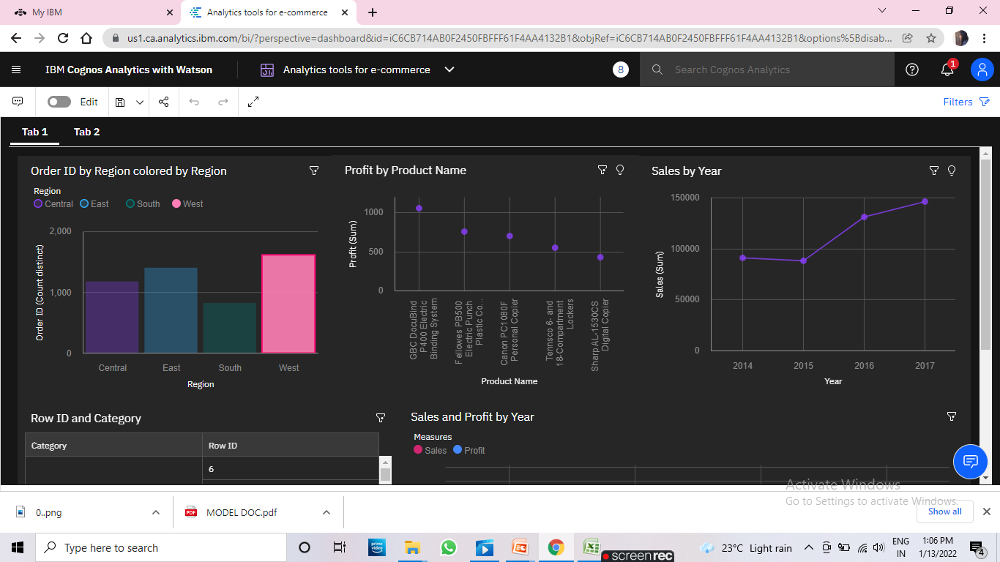 My IBM
Analytics tools for e-commerce
us1.ca.analytics.ibm.com/bi/?perspective=dashboard&id=iC6CB714AB0F2450FBFFF61F4AA4132B1&objRef=iC6CB714AB0F2450FBFFF61F4AA4132B1&options%5Bdisab...
IBM Cognos Analytics with Watson
Analytics tools for e-commerce
8
Search Cognos Analytics
1
Edit
Filters
Tab 1
Tab 2
Order ID by Region colored by Region
Region
Central East South West
Order ID (Count distinct)
2,000
1,000
0
Central East South West
Region
Profit by Product Name
Profit (Sum)
1000
500
0
GBC DocuBind
P400 Electric
Binding System
Fellowes PB500
Electric Punch
Plastic Co...
Canon PC1080F
Personal Copier
Tennsco 6- and
18-Compartment
Lockers
Sharp AL-1530CS
Digital Copier
Product Name
Sales by Year
Sales (Sum)
150000
100000
50000
0
2014 2015 2016 2017
Year
Row ID and Category
Category Row ID
6
Sales and Profit by Year
Measures
Sales Profit
Activate Windows
Go to Settings to activate Windows.
0..png
PDF
MODEL DOC.pdf
Show all
Type here to search
prime video
23°C Light rain
ENG
IN
1:06 PM
1/13/2022
4
screenrec